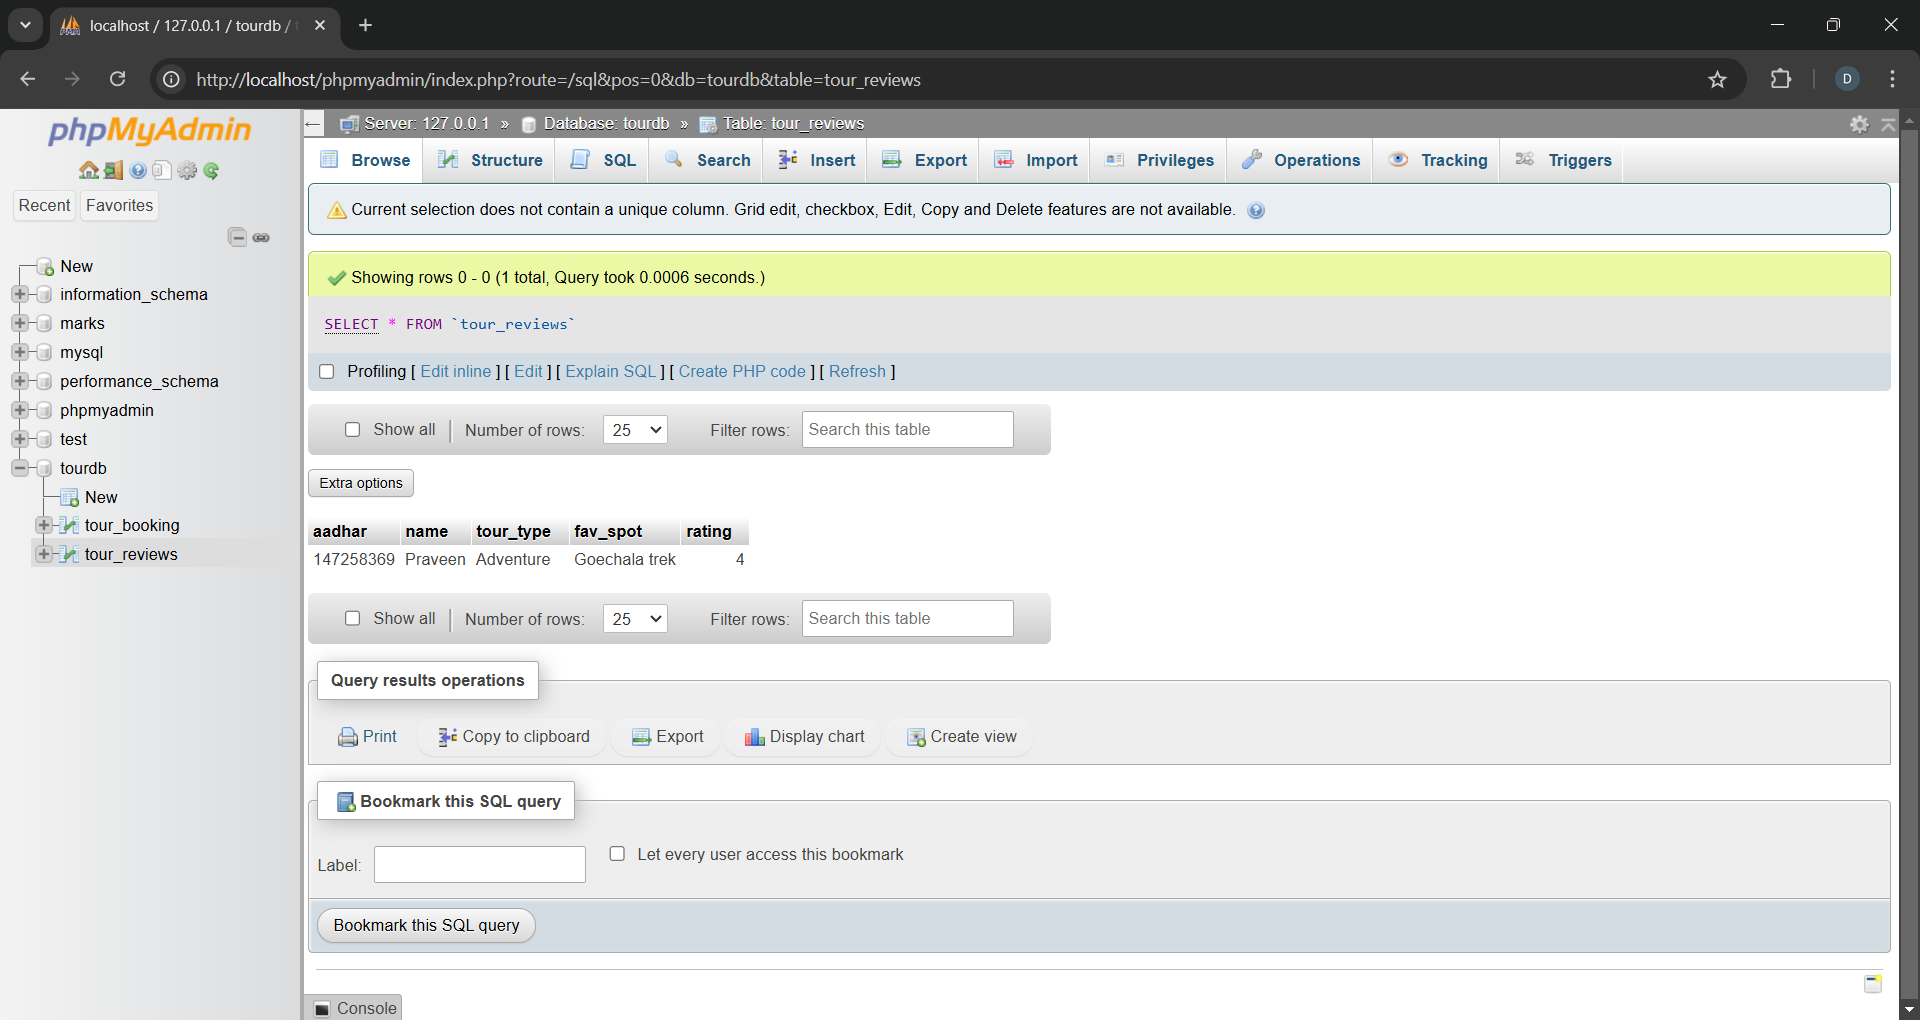 localhost / 127.0.0.1 / tourdb /
http://localhost/phpmyadmin/index.php?route=/sql&pos=0&db=tourdb&table=tour_reviews
D
phpMyAdmin
Recent Favorites
New
information_schema
marks
mysql
performance_schema
phpmyadmin
test
tourdb
New
tour_booking
tour_reviews
Server: 127.0.0.1 » Database: tourdb » Table: tour_reviews
Browse Structure SQL Search Insert Export Import Privileges Operations Tracking Triggers
Current selection does not contain a unique column. Grid edit, checkbox, Edit, Copy and Delete features are not available.
Showing rows 0 - 0 (1 total, Query took 0.0006 seconds.)
SELECT * FROM `tour_reviews`
Profiling [ Edit inline ] [ Edit ] [ Explain SQL ] [ Create PHP code ] [ Refresh ]
Show all Number of rows: 25 Filter rows: Search this table
Extra options
aadhar name tour_type fav_spot rating
147258369 Praveen Adventure Goechala trek 4
Show all Number of rows: 25 Filter rows: Search this table
Query results operations
Print Copy to clipboard Export Display chart Create view
Bookmark this SQL query
Label: Let every user access this bookmark
Bookmark this SQL query
Console